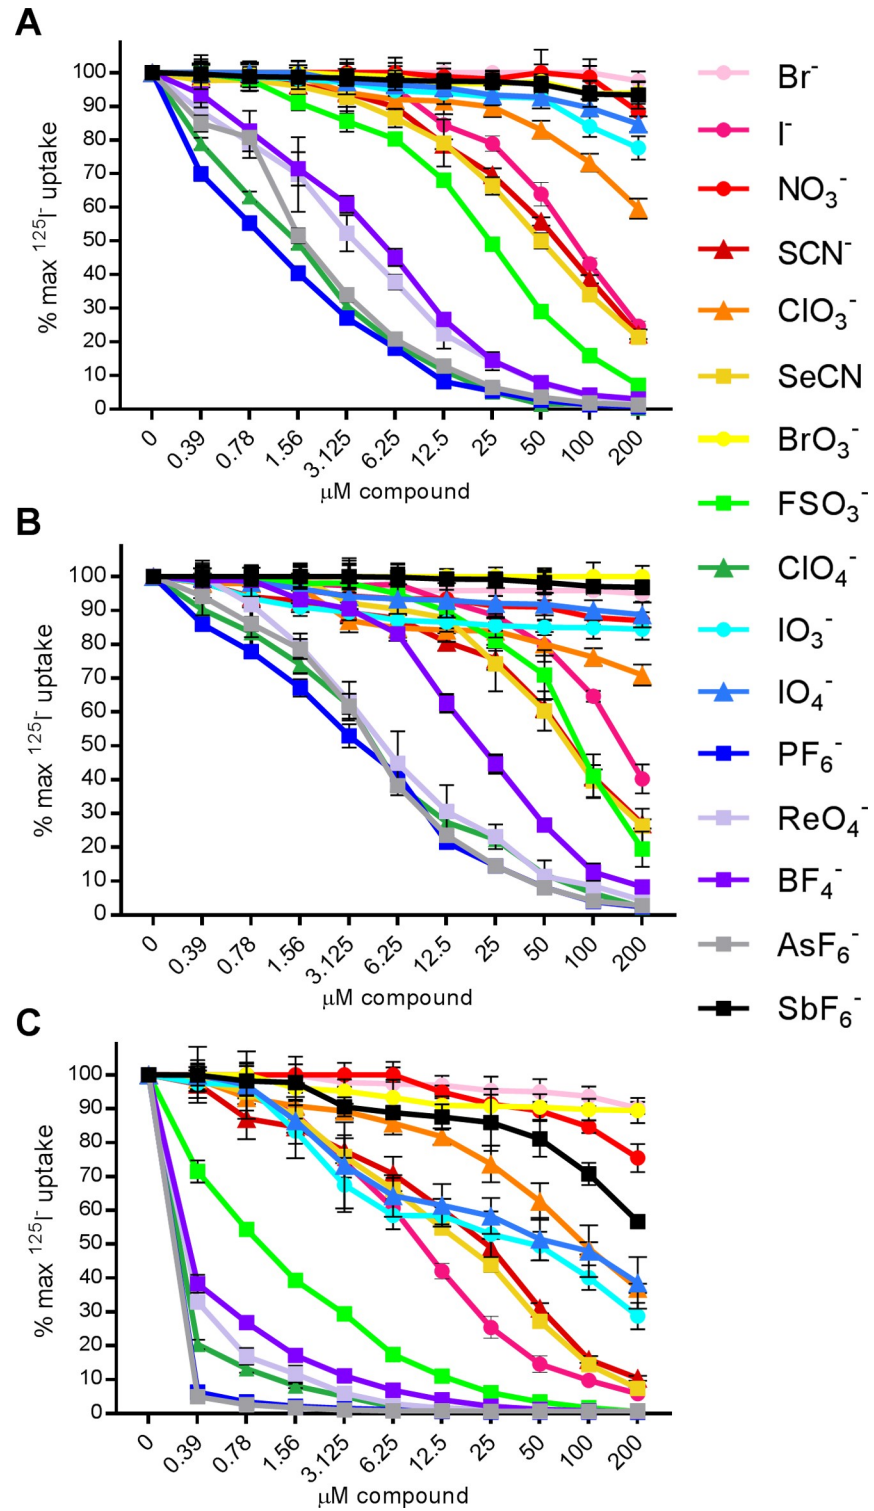 A
100
90
80
70
60
50
40
30
20
10
0
% max ¹²⁵I⁻ uptake
0
0.39
0.78
1.56
3.125
6.25
12.5
25
50
100
200
μM compound
B
100
90
80
70
60
50
40
30
20
10
0
% max ¹²⁵I⁻ uptake
0
0.39
0.78
1.56
3.125
6.25
12.5
25
50
100
200
μM compound
C
100
90
80
70
60
50
40
30
20
10
0
% max ¹²⁵I⁻ uptake
0
0.39
0.78
1.56
3.125
6.25
12.5
25
50
100
200
μM compound
Br⁻
I⁻
NO₃⁻
SCN⁻
ClO₃⁻
SeCN
BrO₃⁻
FSO₃⁻
ClO₄⁻
IO₃⁻
IO₄⁻
PF₆⁻
ReO₄⁻
BF₄⁻
AsF₆⁻
SbF₆⁻